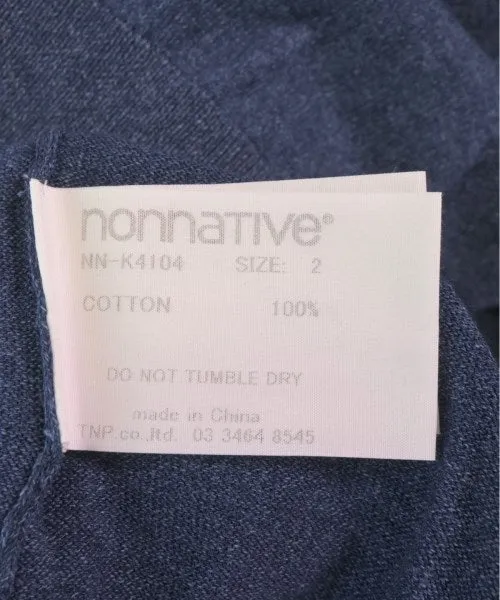 nonnative®
NN-K4104 SIZE: 2
COTTON 100%
DO NOT TUMBLE DRY
made in China
TNP.co.ltd. 03 3464 8545